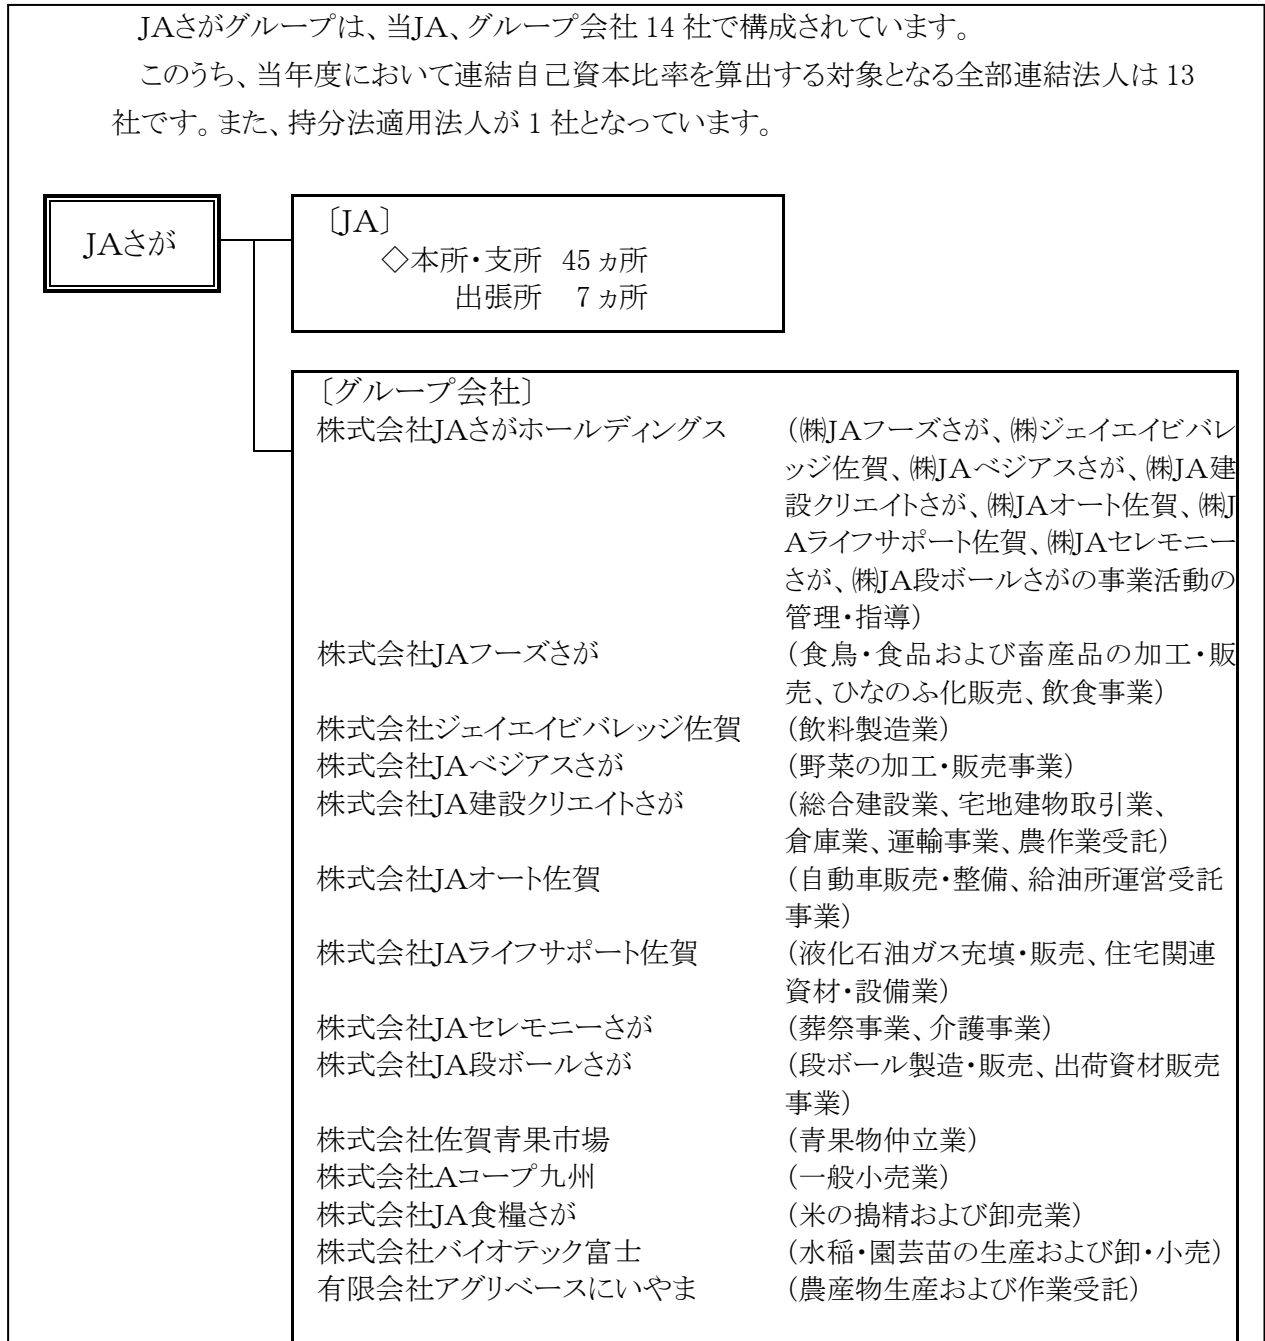 JAさがグループは、当JA、グループ会社 14 社で構成されています。
このうち、当年度において連結自己資本比率を算出する対象となる全部連結法人は 13
社です。また、持分法適用法人が 1 社となっています。
JAさが
〔JA〕
◇本所・支所 45 ヵ所
出張所 7 ヵ所
〔グループ会社〕
株式会社JAさがホールディングス (㈱JAフーズさが、㈱ジェイエイビバレ
ッジ佐賀、㈱JAベジアスさが、㈱JA建
設クリエイトさが、㈱JAオート佐賀、㈱J
Aライフサポート佐賀、㈱JAセレモニー
さが、㈱JA段ボールさがの事業活動の
管理・指導)
株式会社JAフーズさが (食鳥・食品および畜産品の加工・販
売、ひなのふ化販売、飲食事業)
株式会社ジェイエイビバレッジ佐賀 (飲料製造業)
株式会社JAベジアスさが (野菜の加工・販売事業)
株式会社JA建設クリエイトさが (総合建設業、宅地建物取引業、
倉庫業、運輸事業、農作業受託)
株式会社JAオート佐賀 (自動車販売・整備、給油所運営受託
事業)
株式会社JAライフサポート佐賀 (液化石油ガス充填・販売、住宅関連
資材・設備業)
株式会社JAセレモニーさが (葬祭事業、介護事業)
株式会社JA段ボールさが (段ボール製造・販売、出荷資材販売
事業)
株式会社佐賀青果市場 (青果物仲立業)
株式会社Aコープ九州 (一般小売業)
株式会社JA食糧さが (米の搗精および卸売業)
株式会社バイオテック富士 (水稲・園芸苗の生産および卸・小売)
有限会社アグリベースにいやま (農産物生産および作業受託)